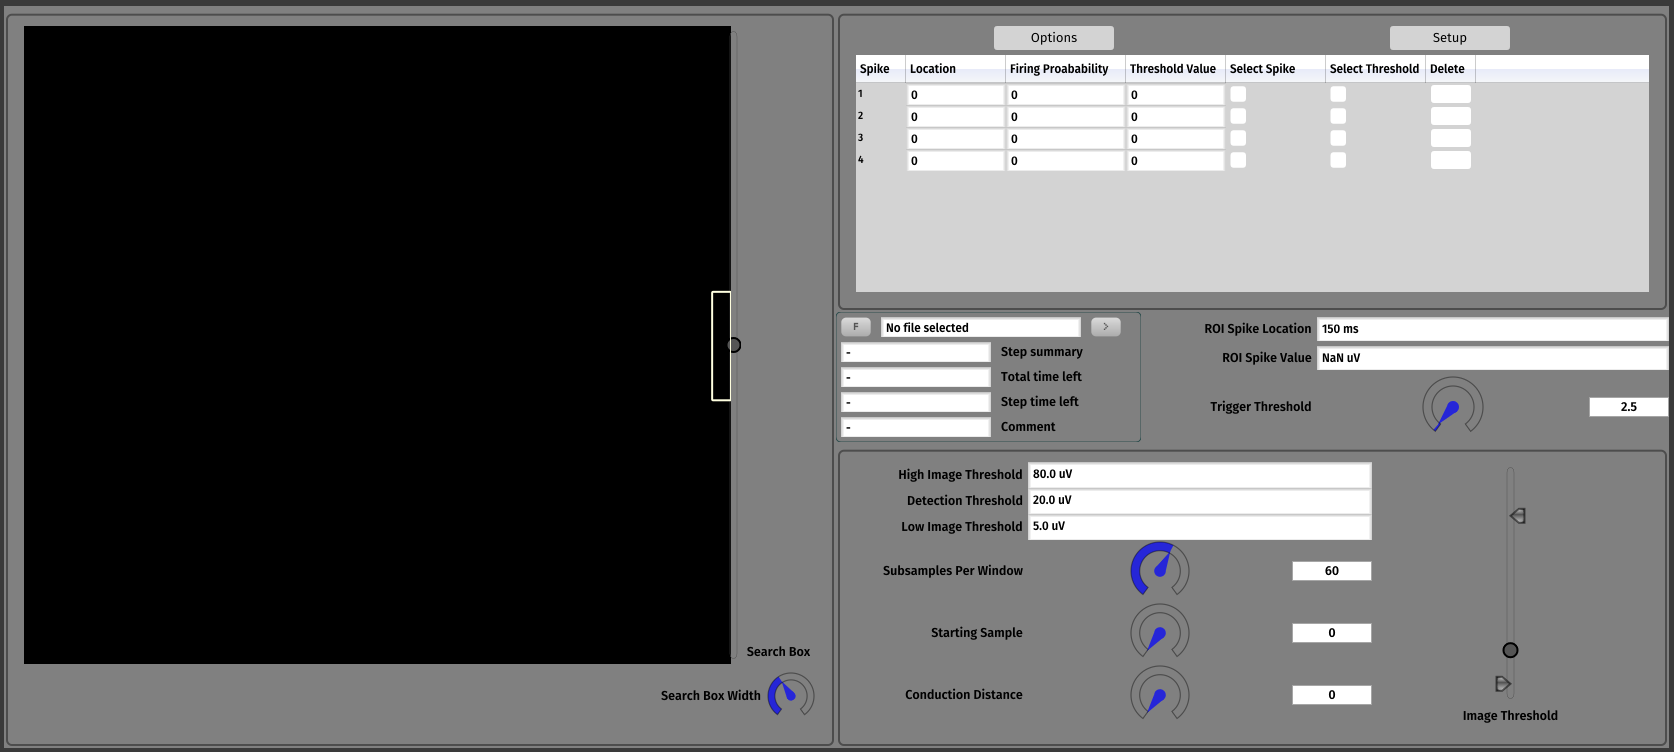 Options Setup
Spike Location Firing Proabability Threshold Value Select Spike Select Threshold Delete
1 0 0 0
2 0 0 0
3 0 0 0
4 0 0 0
F No file selected >
- Step summary
- Total time left
- Step time left
- Comment
ROI Spike Location 150 ms
ROI Spike Value NaN uV
Trigger Threshold 2.5
High Image Threshold 80.0 uV
Detection Threshold 20.0 uV
Low Image Threshold 5.0 uV
Subsamples Per Window 60
Starting Sample 0
Conduction Distance 0
Image Threshold
Search Box
Search Box Width